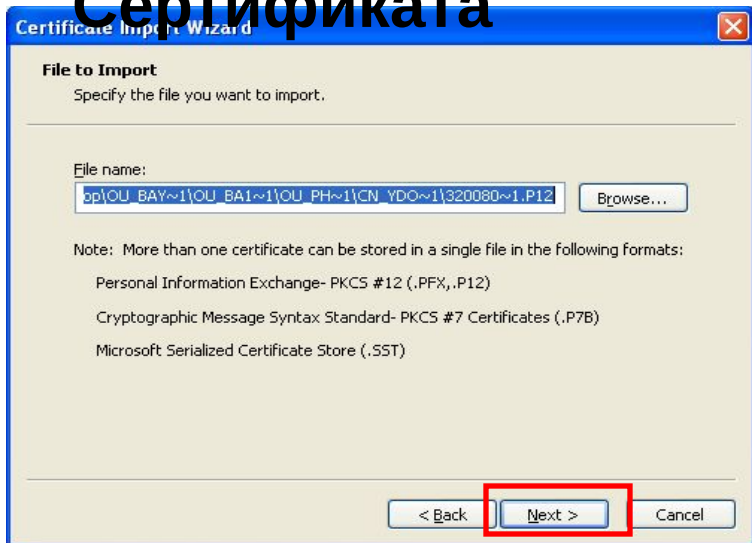 Сертификата
Certificate Import Wizard
File to Import
Specify the file you want to import.
File name:
op\OU_BAY~1\OU_BA1~1\OU_PH~1\CN_YDO~1\320080~1.P12
Browse...
Note: More than one certificate can be stored in a single file in the following formats:
Personal Information Exchange- PKCS #12 (.PFX,.P12)
Cryptographic Message Syntax Standard- PKCS #7 Certificates (.P7B)
Microsoft Serialized Certificate Store (.SST)
< Back Next > Cancel